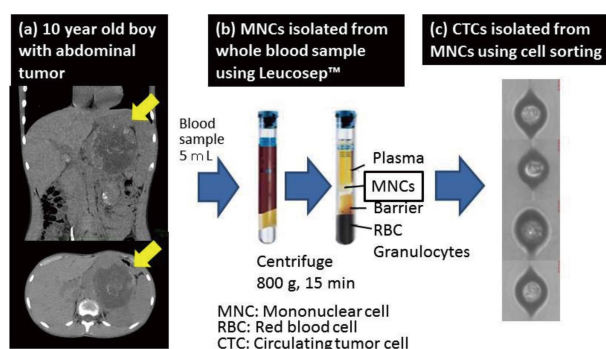 (a) 10 year old boy
with abdominal
tumor
(b) MNCs isolated from
whole blood sample
using Leucosep™
(c) CTCs isolated from
MNCs using cell sorting
Blood
sample
5 mL
Plasma
MNCs
Barrier
RBC
Granulocytes
Centrifuge
800 g, 15 min
MNC: Mononuclear cell
RBC: Red blood cell
CTC: Circulating tumor cell